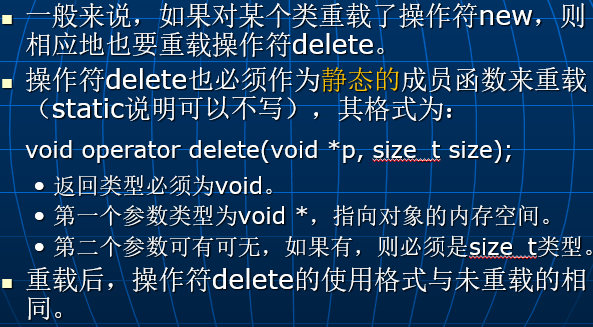 一般来说，如果对某个类重载了操作符new，则
相应地也要重载操作符delete。
操作符delete也必须作为静态的成员函数来重载
（static说明可以不写），其格式为：
void operator delete(void *p, size_t size);
返回类型必须为void。
第一个参数类型为void *，指向对象的内存空间。
第二个参数可有可无，如果有，则必须是size_t类型。
重载后，操作符delete的使用格式与未重载的相
同。